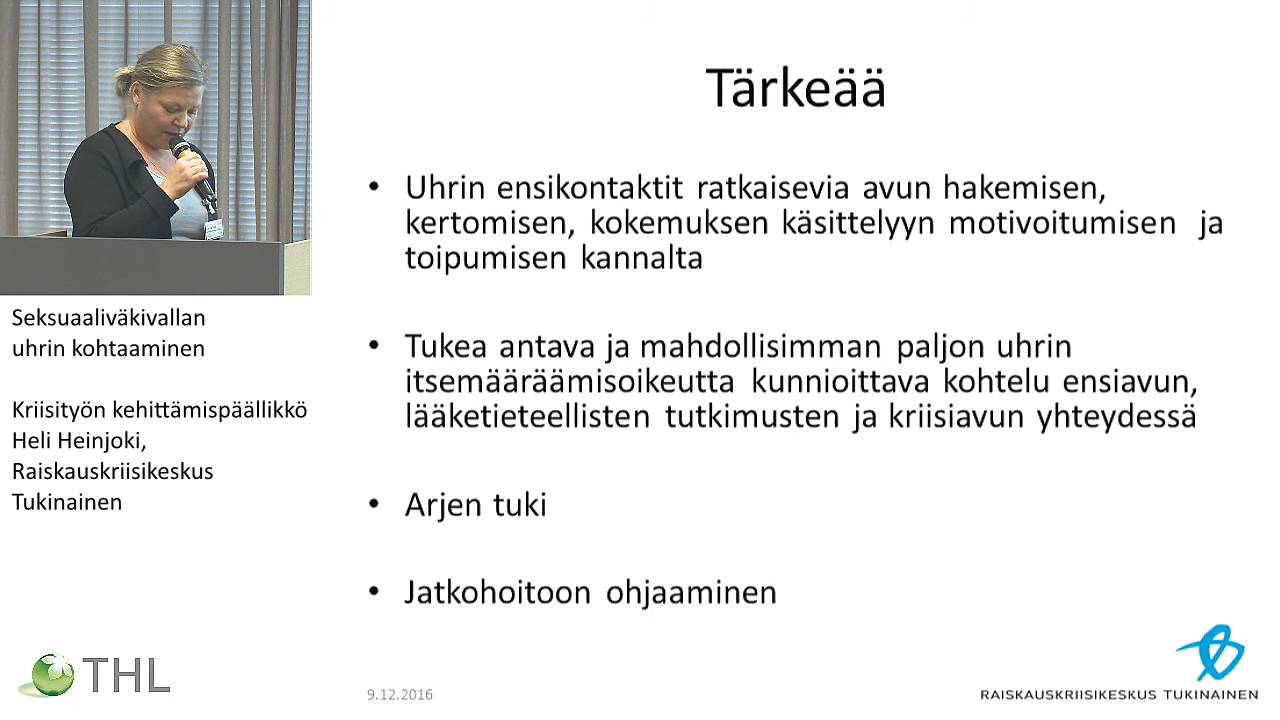 Tärkeää
• Uhrin ensikontaktit ratkaisevia avun hakemisen,
kertomisen, kokemuksen käsittelyyn motivoitumisen ja
toipumisen kannalta
• Tukea antava ja mahdollisimman paljon uhrin
itsemääräämisoikeutta kunnioittava kohtelu ensiavun,
lääketieteellisten tutkimusten ja kriisiavun yhteydessä
• Arjen tuki
• Jatkohoitoon ohjaaminen
Seksuaaliväkivallan
uhrin kohtaaminen
Kriisityön kehittämispäällikkö
Heli Heinjoki,
Raiskauskriisikeskus
Tukinainen
THL
9.12.2016
RAISKAUSKRIISIKESKUS TUKINAINEN